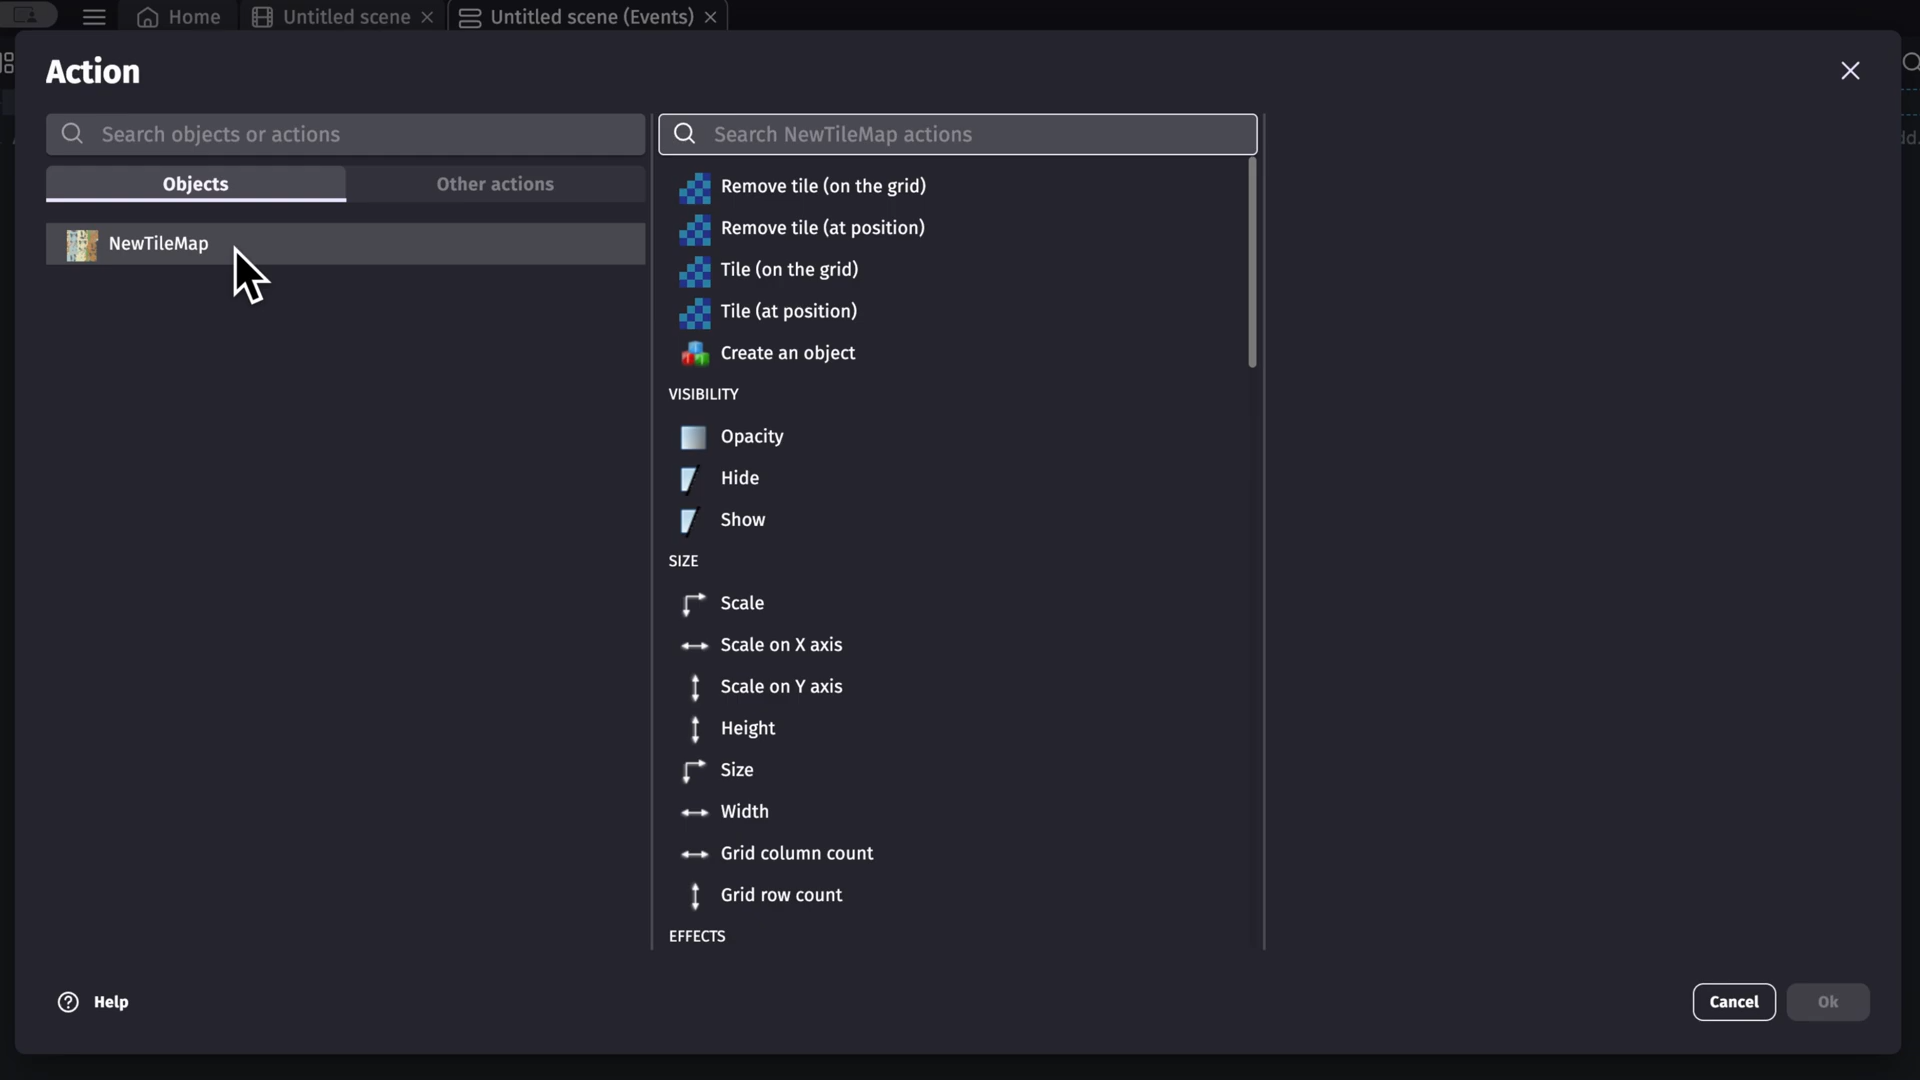 Home
Untitled scene
Untitled scene (Events)
Action
Search objects or actions
Objects
Other actions
NewTileMap
Search NewTileMap actions
Remove tile (on the grid)
Remove tile (at position)
Tile (on the grid)
Tile (at position)
Create an object
VISIBILITY
Opacity
Hide
Show
SIZE
Scale
Scale on X axis
Scale on Y axis
Height
Size
Width
Grid column count
Grid row count
EFFECTS
Help
Cancel
Ok